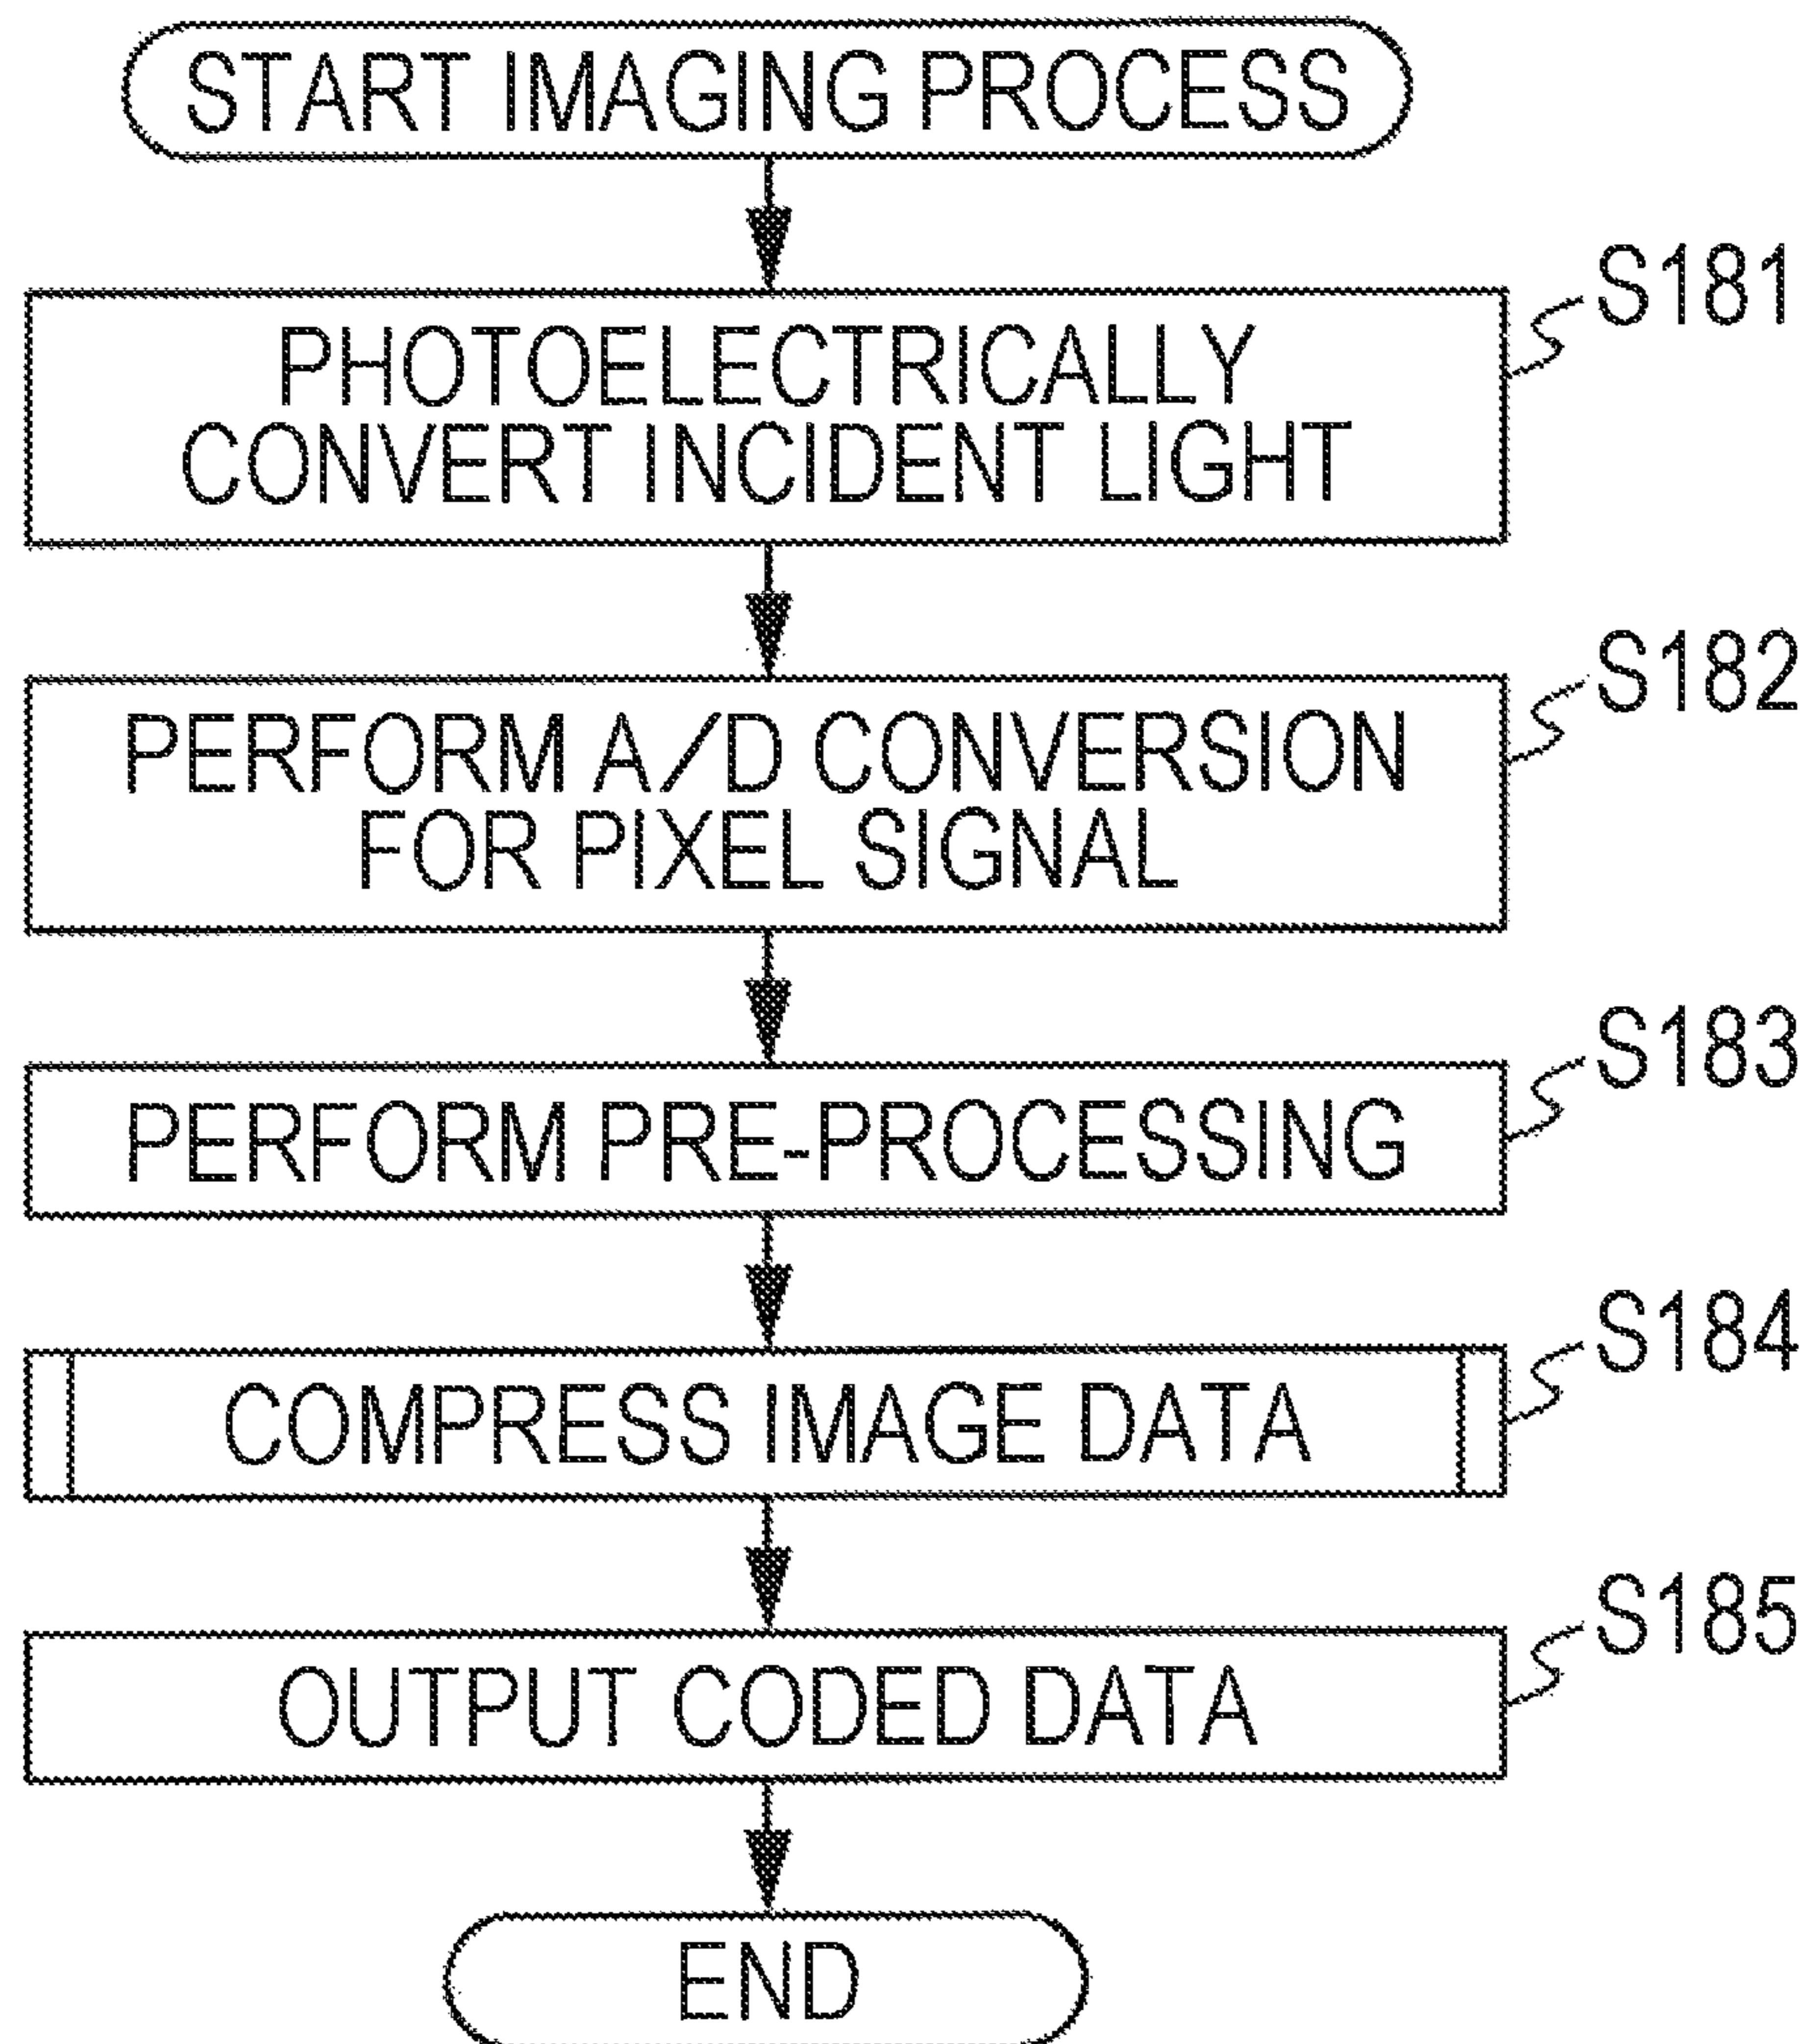 START IMAGING PROCESS
S181
PHOTOELECTRICALLY
CONVERT INCIDENT LIGHT
S182
PERFORM A/D CONVERSION
FOR PIXEL SIGNAL
S183
PERFORM PRE-PROCESSING
S184
COMPRESS IMAGE DATA
S185
OUTPUT CODED DATA
END